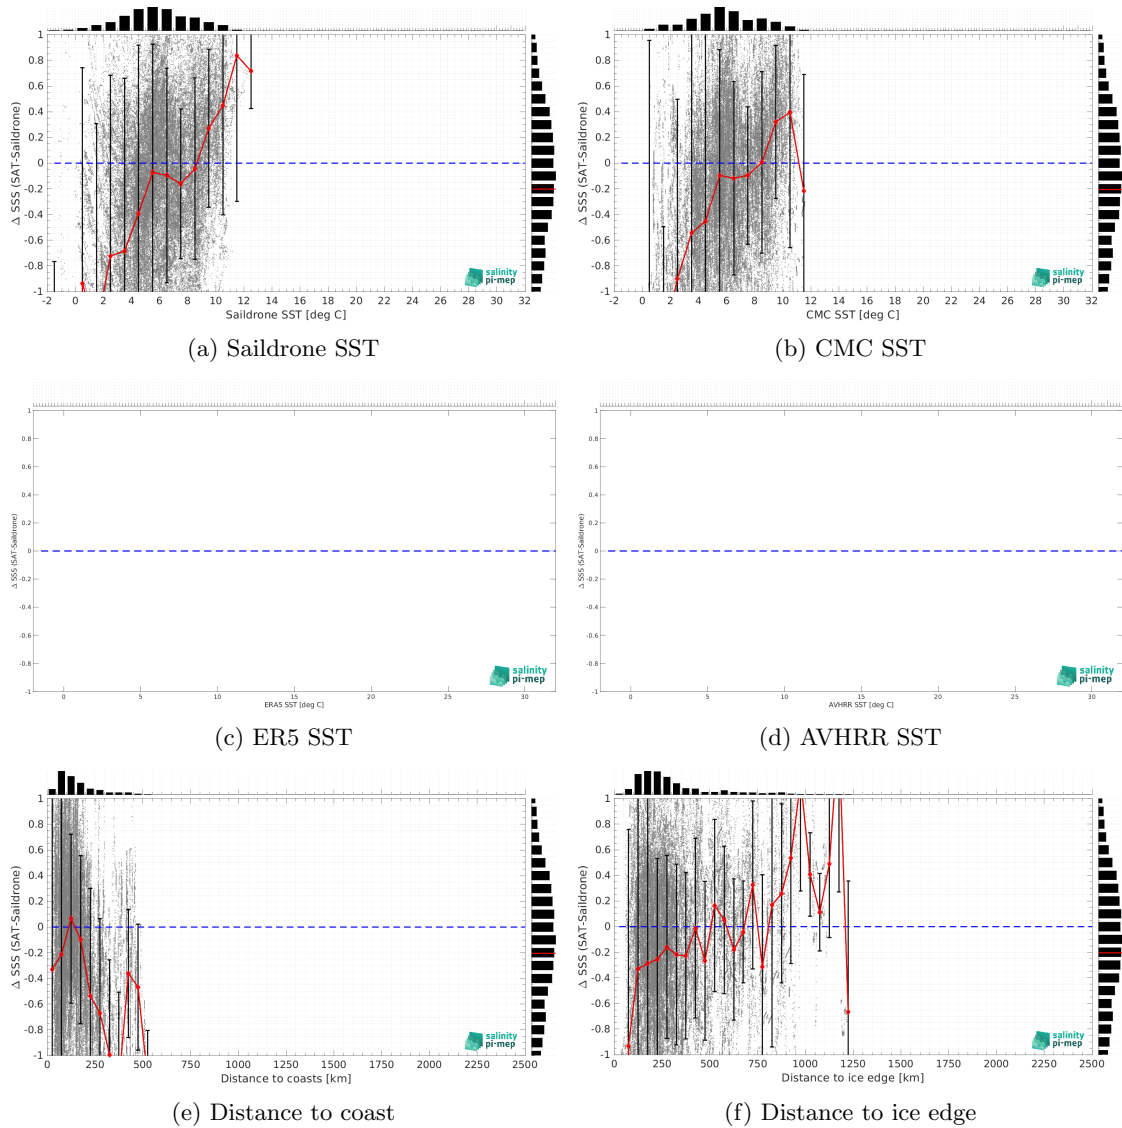 1
0.8
0.6
0.4
0.2
0
-0.2
-0.4
-0.6
-0.8
-1
Δ SSS (SAT-Saildrone)
-2 0 2 4 6 8 10 12 14 16 18 20 22 24 26 28 30 32
Saildrone SST [deg C]
salinity
pi-mep
(a) Saildrone SST
1
0.8
0.6
0.4
0.2
0
-0.2
-0.4
-0.6
-0.8
-1
Δ SSS (SAT-Saildrone)
-2 0 2 4 6 8 10 12 14 16 18 20 22 24 26 28 30 32
CMC SST [deg C]
salinity
pi-mep
(b) CMC SST
1
0.8
0.6
0.4
0.2
0
-0.2
-0.4
-0.6
-0.8
-1
Δ SSS (SAT-Saildrone)
0 5 10 15 20 25 30
ERA5 SST [deg C]
salinity
pi-mep
(c) ER5 SST
1
0.8
0.6
0.4
0.2
0
-0.2
-0.4
-0.6
-0.8
-1
Δ SSS (SAT-Saildrone)
0 5 10 15 20 25 30
AVHRR SST [deg C]
salinity
pi-mep
(d) AVHRR SST
1
0.8
0.6
0.4
0.2
0
-0.2
-0.4
-0.6
-0.8
-1
Δ SSS (SAT-Saildrone)
0 250 500 750 1000 1250 1500 1750 2000 2250 2500
Distance to coasts [km]
salinity
pi-mep
(e) Distance to coast
1
0.8
0.6
0.4
0.2
0
-0.2
-0.4
-0.6
-0.8
-1
Δ SSS (SAT-Saildrone)
0 250 500 750 1000 1250 1500 1750 2000 2250 2500
Distance to ice edge [km]
salinity
pi-mep
(f) Distance to ice edge